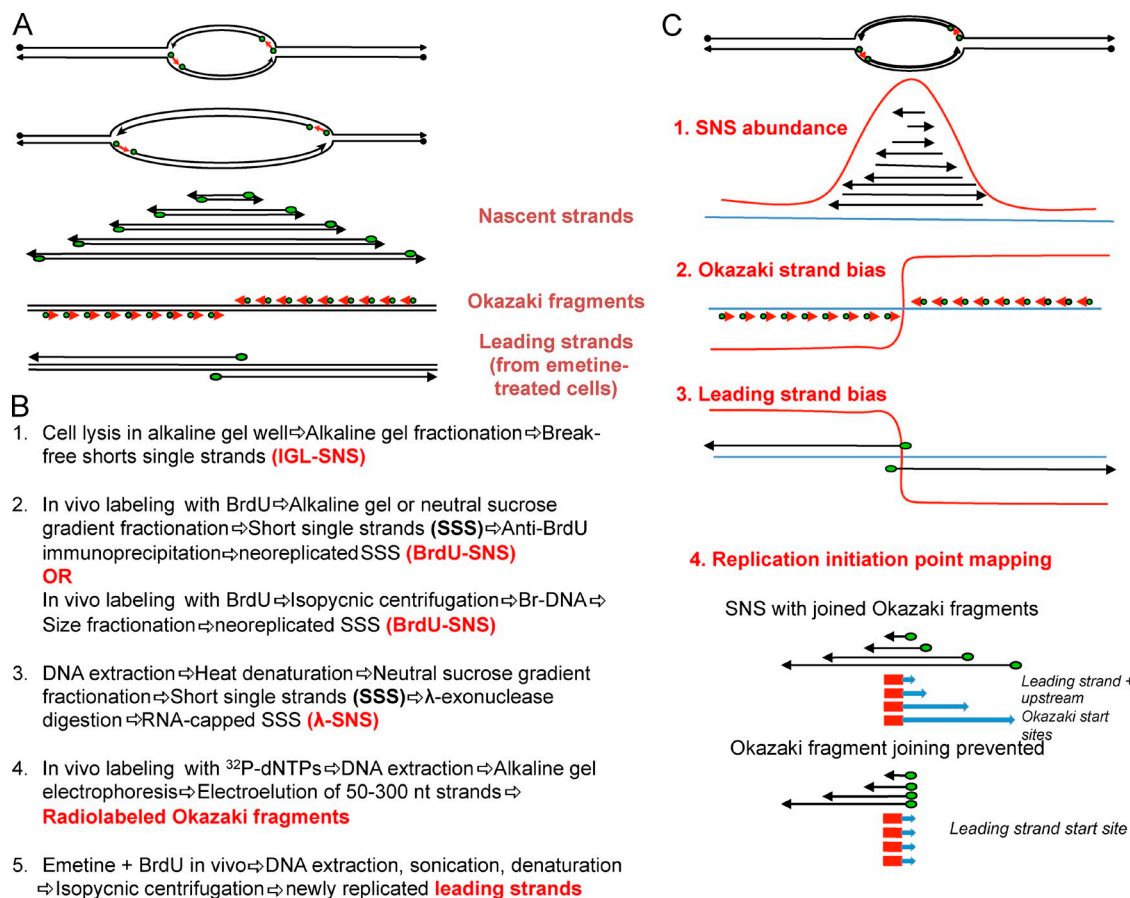 A
Nascent strands
Okazaki fragments
Leading strands
(from emetine-
treated cells)
B
1. Cell lysis in alkaline gel well⇨Alkaline gel fractionation⇨Break-
free shorts single strands (IGL-SNS)
2. In vivo labeling with BrdU⇨Alkaline gel or neutral sucrose
gradient fractionation⇨Short single strands (SSS)⇨Anti-BrdU
immunoprecipitation⇨neoreplicated SSS (BrdU-SNS)
OR
In vivo labeling with BrdU⇨Isopycnic centrifugation⇨Br-DNA⇨
Size fractionation⇨neoreplicated SSS (BrdU-SNS)
3. DNA extraction⇨Heat denaturation⇨Neutral sucrose gradient
fractionation⇨Short single strands (SSS)⇨λ-exonuclease
digestion⇨RNA-capped SSS (λ-SNS)
4. In vivo labeling with ³²P-dNTPs⇨DNA extraction⇨Alkaline gel
electrophoresis⇨Electroelution of 50-300 nt strands⇨
Radiolabeled Okazaki fragments
5. Emetine + BrdU in vivo⇨DNA extraction, sonication, denaturation
⇨Isopycnic centrifugation⇨newly replicated leading strands
C
1. SNS abundance
2. Okazaki strand bias
3. Leading strand bias
4. Replication initiation point mapping
SNS with joined Okazaki fragments
Leading strand +
upstream
Okazaki start
sites
Okazaki fragment joining prevented
Leading strand start site